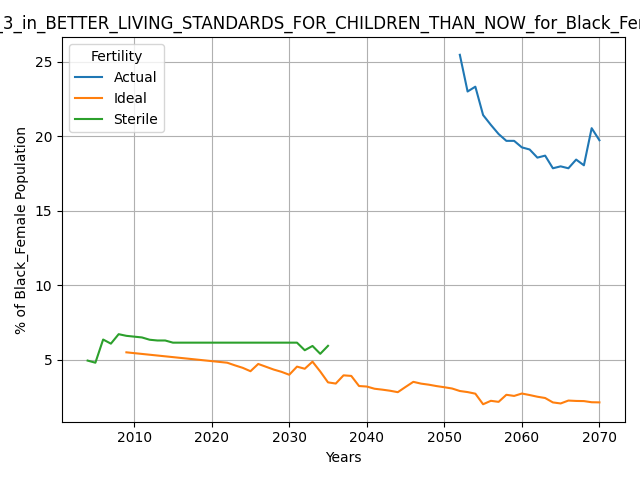 _3_in_BETTER_LIVING_STANDARDS_FOR_CHILDREN_THAN_NOW_for_Black_Fe
Fertility
Actual
Ideal
Sterile
% of Black_Female Population
25
20
15
10
5
2010 2020 2030 2040 2050 2060 2070
Years